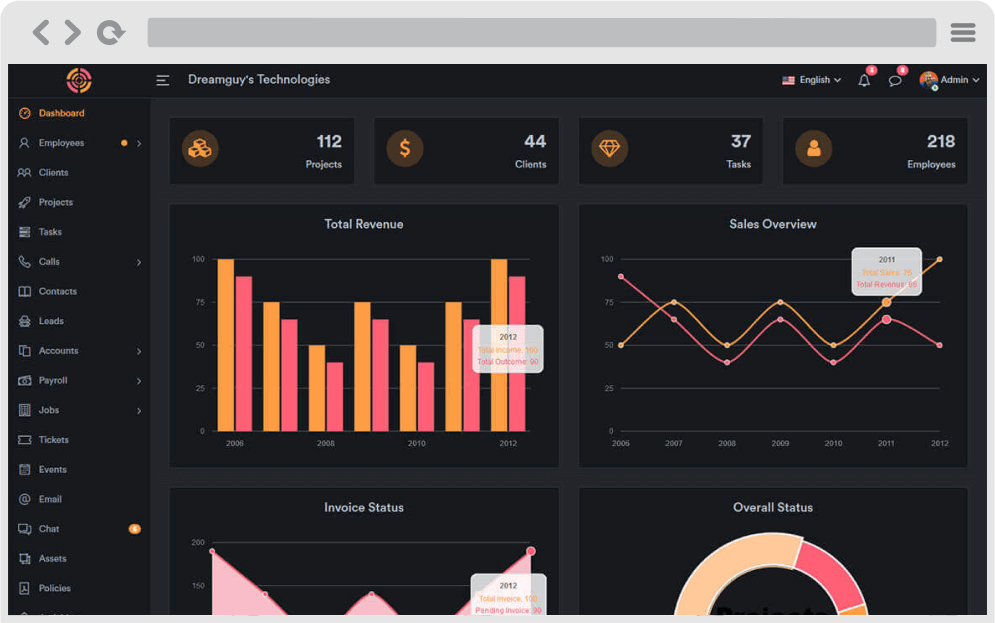 Dreamguy's Technologies
English
3
8
Admin
Dashboard
Employees
Clients
Projects
Tasks
Calls
Contacts
Leads
Accounts
Payroll
Jobs
Tickets
Events
Email
Chat
Assets
Policies
112
Projects
44
Clients
37
Tasks
218
Employees
Total Revenue
100
75
50
25
0
2006
2008
2010
2012
2012
Total Income: 100
Total Outcome: 90
Sales Overview
100
75
50
25
0
2006
2007
2008
2009
2010
2011
2012
2011
Total Sales: 75
Total Revenue: 65
Invoice Status
200
150
2012
Total Invoice: 100
Pending Invoice: 90
Overall Status
Projects